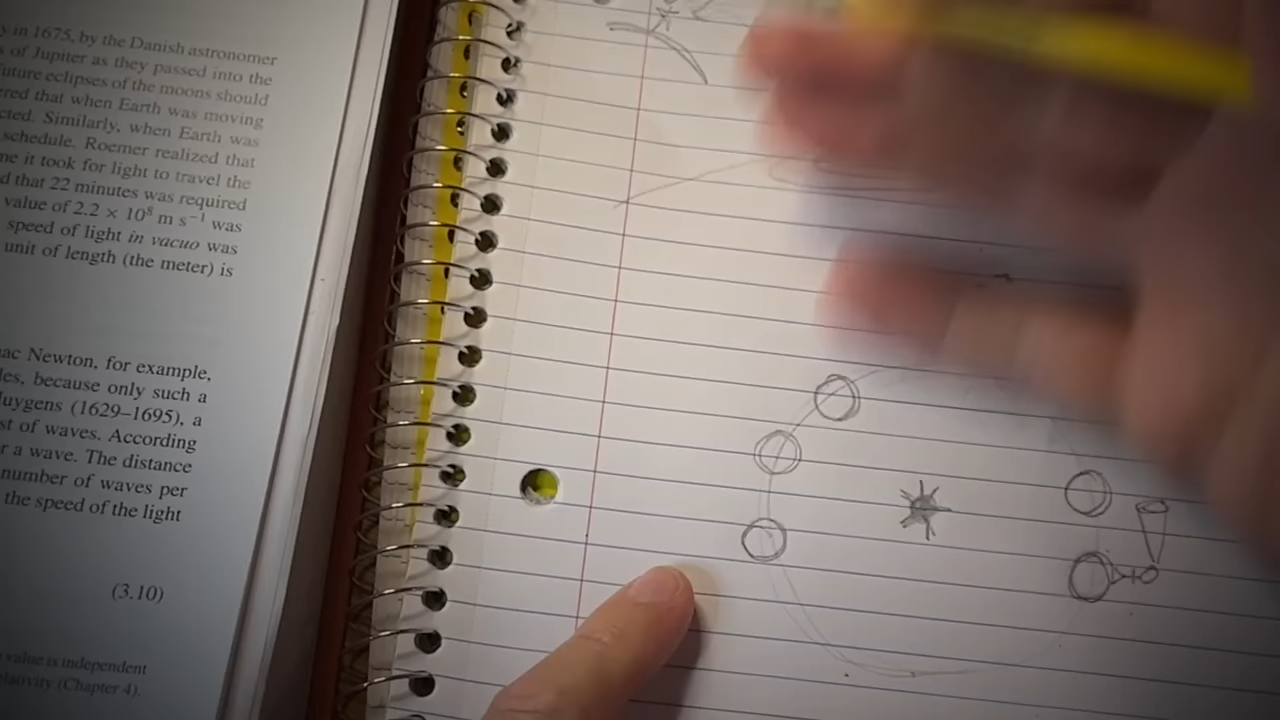 y in 1675, by the Danish astronomer
s of Jupiter as they passed into the
future eclipses of the moons should
red that when Earth was moving
cted. Similarly, when Earth was
schedule. Roemer realized that
me it took for light to travel the
d that 22 minutes was required
value of 2.2 × 10⁸ m s⁻¹ was
speed of light in vacuo was
unit of length (the meter) is
ac Newton, for example,
les, because only such a
Huygens (1629–1695), a
st of waves. According
r a wave. The distance
number of waves per
the speed of the light
(3.10)
value is independent
elativity (Chapter 4).